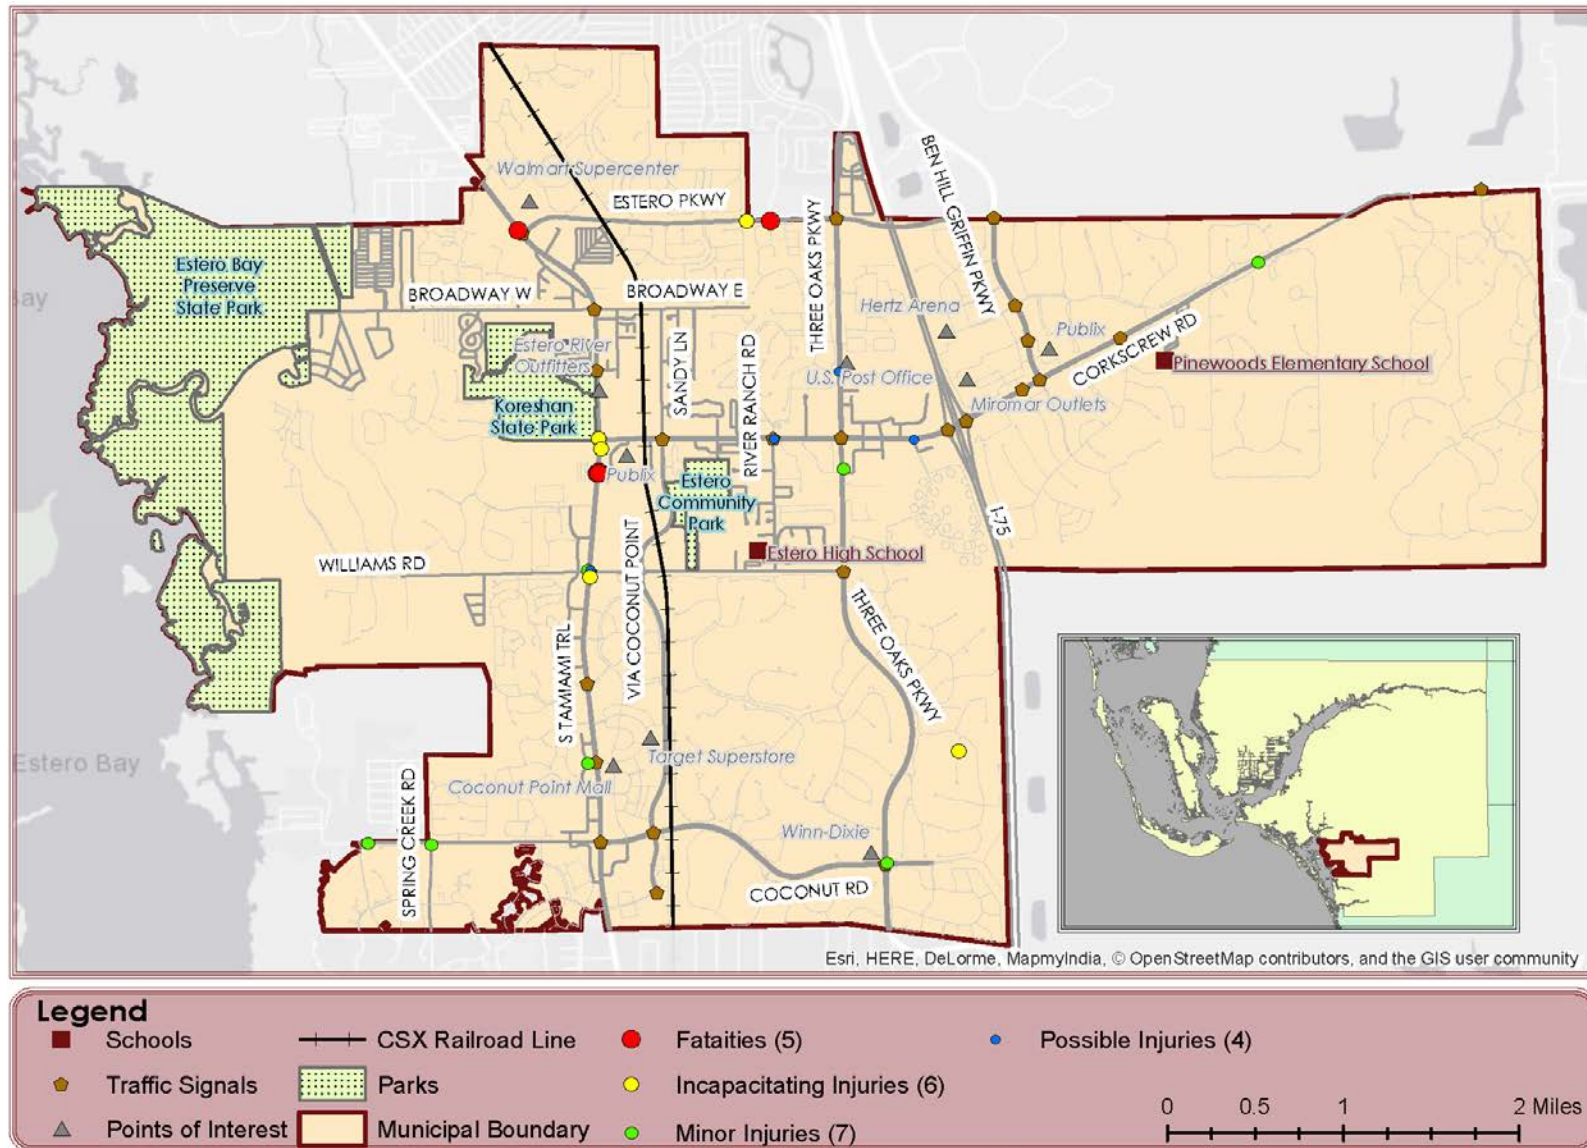 Walmart Supercenter
ESTERO PKWY
BEN HILL GRIFFIN PKWY
THREE OAKS PKWY
Estero Bay
Preserve
State Park
Bay
BROADWAY W
BROADWAY E
Hertz Arena
Publix
CORKSCREW RD
Estero River
Outfitters
SANDY LN
RIVER RANCH RD
U.S. Post Office
Pinewoods Elementary School
Koreshan
State Park
Miromar Outlets
Publix
Estero
Community
Park
I-75
Estero High School
WILLIAMS RD
VIA COCONUT POINT
THREE OAKS PKWY
S TAMIAMI TRL
Estero Bay
Target Superstore
Coconut Point Mall
SPRING CREEK RD
Winn-Dixie
COCONUT RD
Esri, HERE, DeLorme, MapmyIndia, © OpenStreetMap contributors, and the GIS user community
Legend
Schools
CSX Railroad Line
Fataities (5)
Possible Injuries (4)
Traffic Signals
Parks
Incapacitating Injuries (6)
Points of Interest
Municipal Boundary
Minor Injuries (7)
0 0.5 1 2 Miles